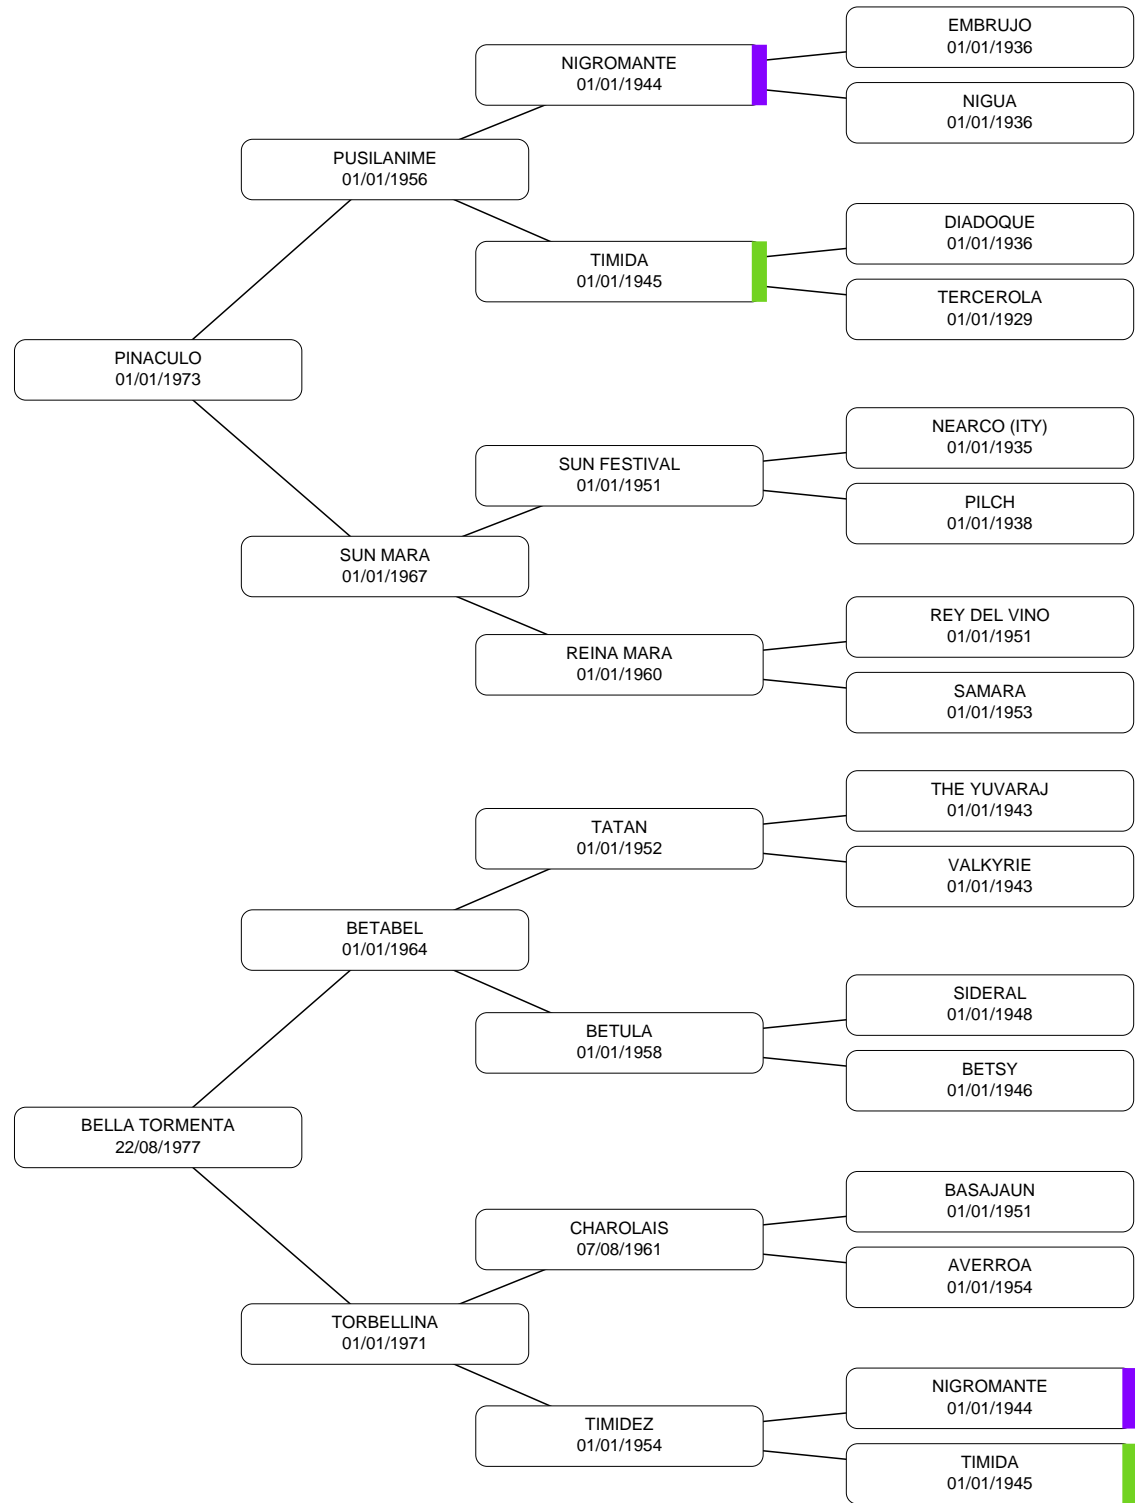 EMBRUJO
01/01/1936
NIGROMANTE
01/01/1944
NIGUA
01/01/1936
PUSILANIME
01/01/1956
DIADOQUE
01/01/1936
TIMIDA
01/01/1945
TERCEROLA
01/01/1929
PINACULO
01/01/1973
NEARCO (ITY)
01/01/1935
SUN FESTIVAL
01/01/1951
PILCH
01/01/1938
SUN MARA
01/01/1967
REY DEL VINO
01/01/1951
REINA MARA
01/01/1960
SAMARA
01/01/1953
THE YUVARAJ
01/01/1943
TATAN
01/01/1952
VALKYRIE
01/01/1943
BETABEL
01/01/1964
SIDERAL
01/01/1948
BETULA
01/01/1958
BETSY
01/01/1946
BELLA TORMENTA
22/08/1977
BASAJAUN
01/01/1951
CHAROLAIS
07/08/1961
AVERROA
01/01/1954
TORBELLINA
01/01/1971
NIGROMANTE
01/01/1944
TIMIDEZ
01/01/1954
TIMIDA
01/01/1945